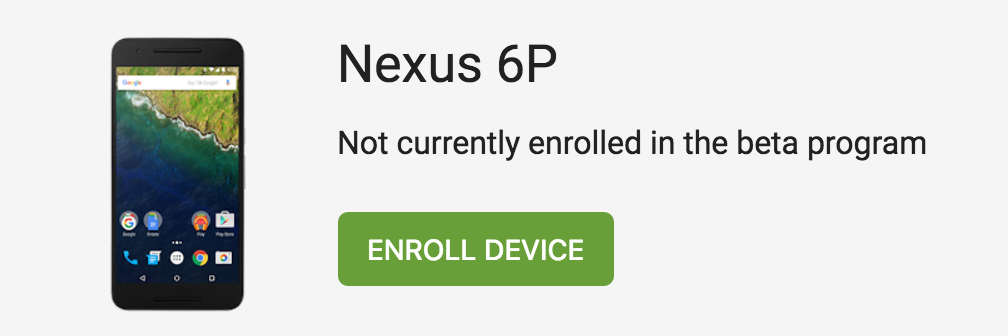 Nexus 6P
Not currently enrolled in the beta program
ENROLL DEVICE
Google
Google
Create
Play
Play Store